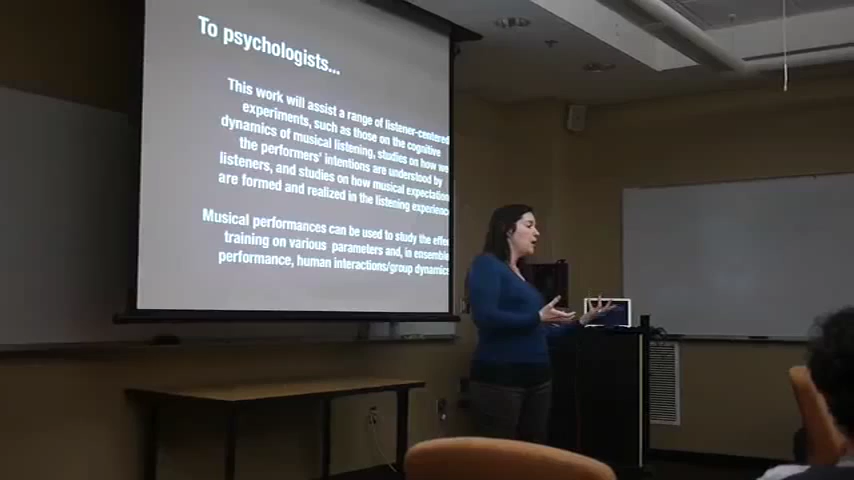 To psychologists...
This work will assist a range of listener-centered
experiments, such as those on the cognitive
dynamics of musical listening, studies on how we
the performers' intentions are understood by
listeners, and studies on how musical expectation
are formed and realized in the listening experience
Musical performances can be used to study the effe
training on various parameters and, in ensemble
performance, human interactions/group dynamics